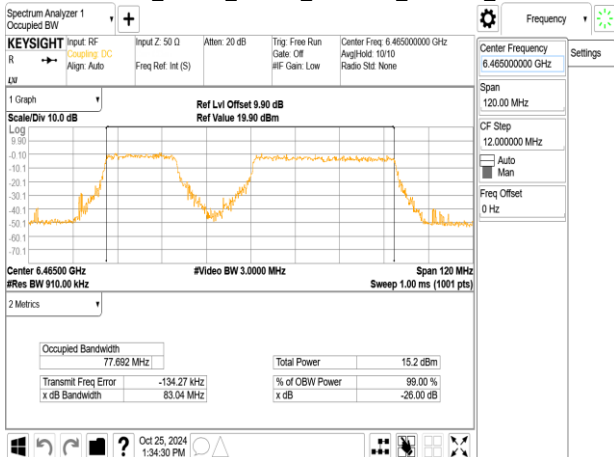 Spectrum Analyzer 1
Occupied BW
Frequency
KEYSIGHT
R
Input: RF
Coupling: DC
Align: Auto
Input Z: 50 Ω
Freq Ref: Int (S)
Atten: 20 dB
Trig: Free Run
Gate: Off
#IF Gain: Low
Center Freq: 6.465000000 GHz
Avg|Hold: 10/10
Radio Std: None
Center Frequency
6.465000000 GHz
Settings
Span
120.00 MHz
CF Step
12.000000 MHz
Auto
Man
Freq Offset
0 Hz
1 Graph
Scale/Div 10.0 dB
Ref Lvl Offset 9.90 dB
Ref Value 19.90 dBm
Log
9.90
-0.10
-10.1
-20.1
-30.1
-40.1
-50.1
-60.1
-70.1
Center 6.46500 GHz
#Video BW 3.0000 MHz
Span 120 MHz
#Res BW 910.00 kHz
Sweep 1.00 ms (1001 pts)
2 Metrics
Occupied Bandwidth
77.692 MHz
Total Power 15.2 dBm
Transmit Freq Error -134.27 kHz
% of OBW Power 99.00 %
x dB Bandwidth 83.04 MHz
x dB -26.00 dB
?
Oct 25, 2024
1:34:30 PM